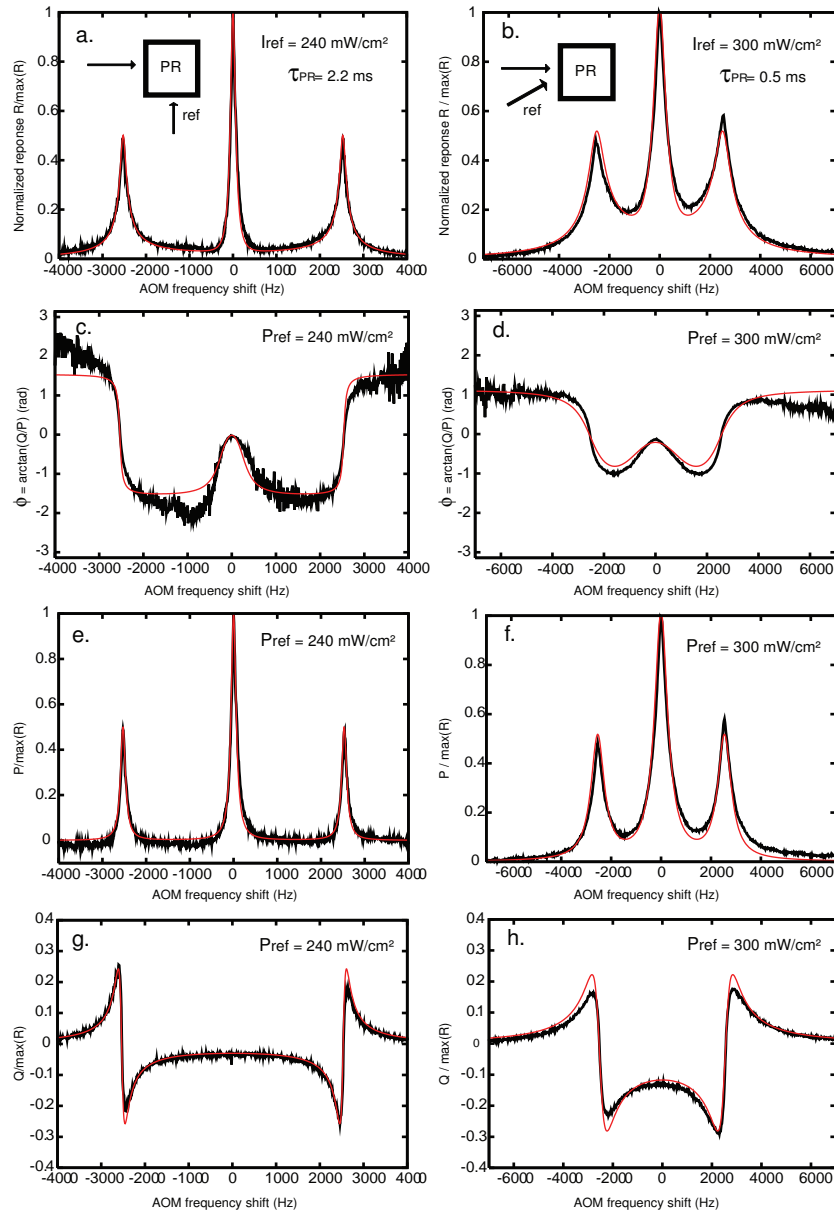 a.
PR
ref
Iref = 240 mW/cm²
τPR= 2.2 ms
Normalized reponse R/max(R)
1
0.8
0.6
0.4
0.2
0
-4000 -3000 -2000 -1000 0 1000 2000 3000 4000
AOM frequency shift (Hz)
b.
PR
ref
Iref = 300 mW/cm²
τPR= 0.5 ms
Normalized reponse R / max(R)
1
0.8
0.6
0.4
0.2
0
-6000 -4000 -2000 0 2000 4000 6000
AOM frequency shift (Hz)
c.
Pref = 240 mW/cm²
ϕ = arctan(Q/P) (rad)
3
2
1
0
-1
-2
-3
-4000 -3000 -2000 -1000 0 1000 2000 3000 4000
AOM frequency shift (Hz)
d.
Pref = 300 mW/cm²
ϕ = arctan(Q/P) (rad)
3
2
1
0
-1
-2
-3
-6000 -4000 -2000 0 2000 4000 6000
AOM frequency shift (Hz)
e.
Pref = 240 mW/cm²
P/max(R)
1
0.8
0.6
0.4
0.2
0
-4000 -3000 -2000 -1000 0 1000 2000 3000 4000
AOM frequency shift (Hz)
f.
Pref = 300 mW/cm²
P / max(R)
1
0.8
0.6
0.4
0.2
0
-6000 -4000 -2000 0 2000 4000 6000
AOM frequency shift (Hz)
g.
Pref = 240 mW/cm²
Q/max(R)
0.4
0.3
0.2
0.1
0
-0.1
-0.2
-0.3
0.4
-4000 -3000 -2000 -1000 0 1000 2000 3000 4000
AOM frequency shift (Hz)
h.
Pref = 300 mW/cm²
Q / max(R)
0.4
0.3
0.2
0.1
0
-0.1
-0.2
-0.3
-0.4
-6000 -4000 -2000 0 2000 4000 6000
AOM frequency shift (Hz)